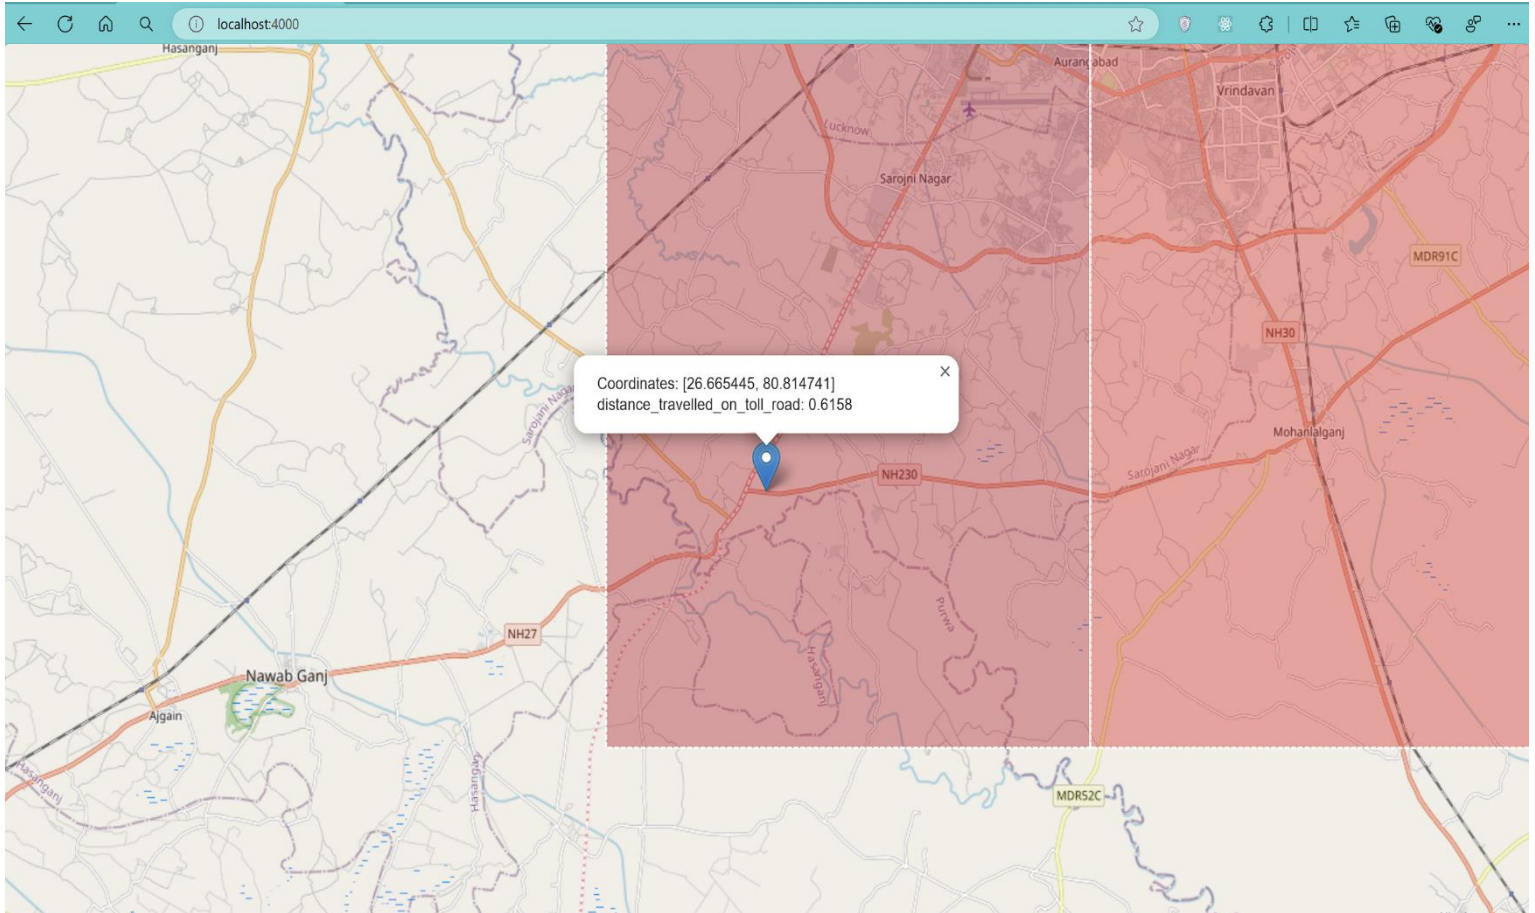 localhost:4000
Hasanganj
Aurangabad
Vrindavan
Lucknow
Sarojni Nagar
MDR91C
NH30
Coordinates: [26.665445, 80.814741]
distance_travelled_on_toll_road: 0.6158
Sarojani Nagar
Mohanlalganj
Sarojani Nagar
NH230
Purwa
NH27
Hasanganj
Nawab Ganj
Ajgain
Hasanganj
Hasanganj
MDR52C